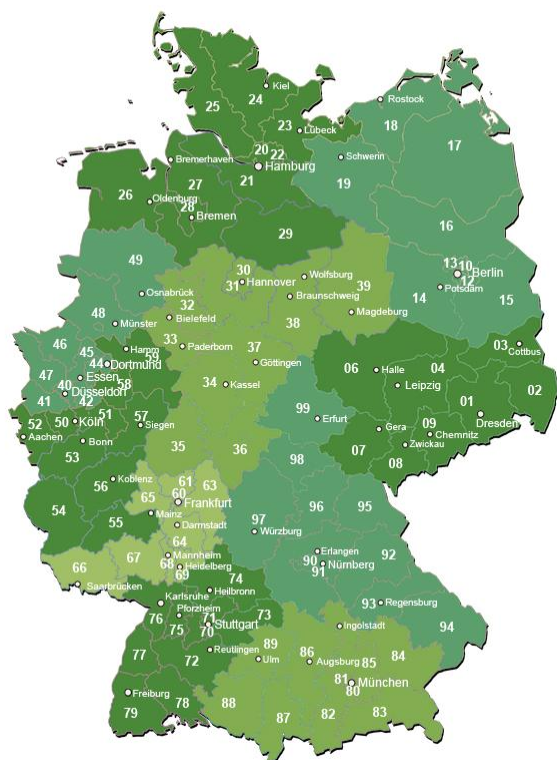 25
24
Kiel
Rostock
18
23
Lübeck
17
20
22
Hamburg
Schwerin
19
Bremerhaven
27
21
26
Oldenburg
28
Bremen
16
29
49
30
Hannover
31
Wolfsburg
39
13
10
Berlin
12
Potsdam
14
15
Osnabrück
Braunschweig
32
Bielefeld
48
Münster
38
Magdeburg
46
45
Hamm
59
33
Paderborn
37
Göttingen
03
Cottbus
44
Dortmund
47
Essen
58
40
Düsseldorf
41
42
34
Kassel
06
Halle
04
Leipzig
02
01
Dresden
99
Erfurt
52
50
Köln
51
57
Siegen
Aachen
Bonn
53
Gera
09
Chemnitz
Zwickau
07
08
35
36
98
56
Koblenz
61
63
65
60
Frankfurt
54
55
Mainz
Darmstadt
96
95
97
Würzburg
64
Mannheim
67
68
Heidelberg
69
66
Saarbrücken
Erlangen
90
Nürnberg
91
92
74
Heilbronn
Karlsruhe
Pforzheim
76
75
71
Stuttgart
70
73
93
Regensburg
94
Ingolstadt
77
72
Reutlingen
89
Ulm
86
Augsburg
85
84
81
München
80
Freiburg
79
78
88
87
82
83